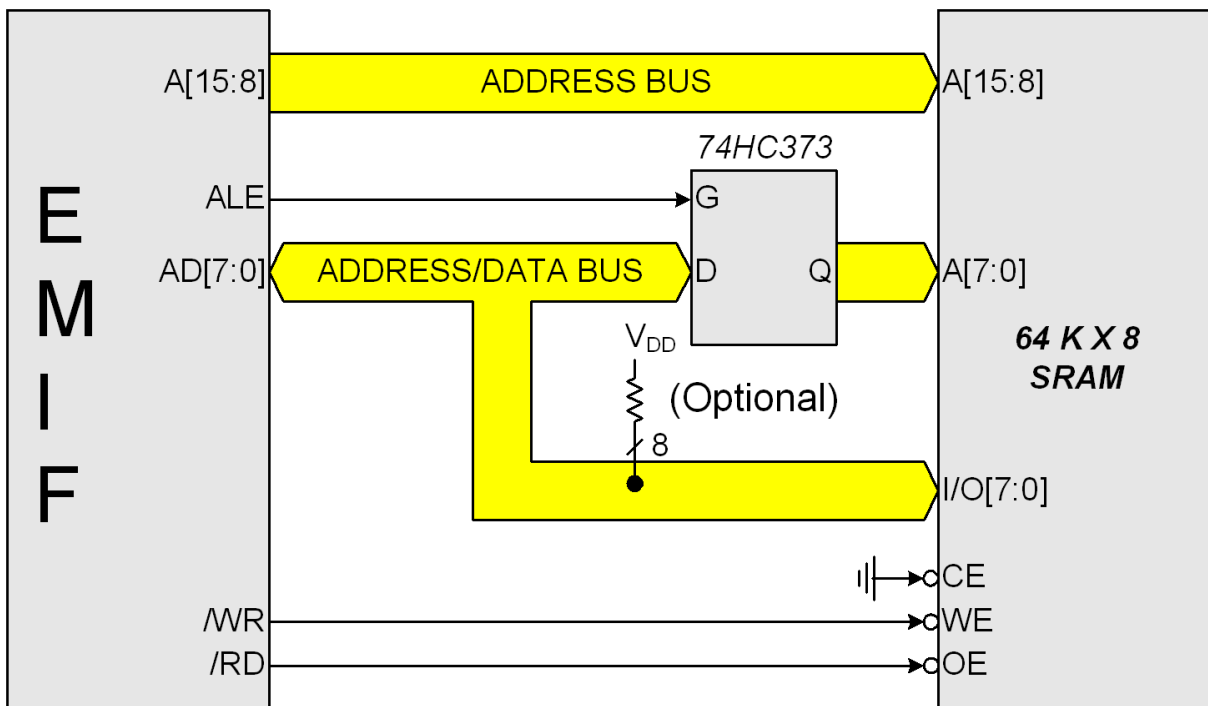 A[15:8]
ADDRESS BUS
A[15:8]
74HC373
ALE
G
E
M
I
F
AD[7:0]
ADDRESS/DATA BUS
D
Q
A[7:0]
VDD
(Optional)
8
64 K X 8
SRAM
I/O[7:0]
CE
/WR
WE
/RD
OE